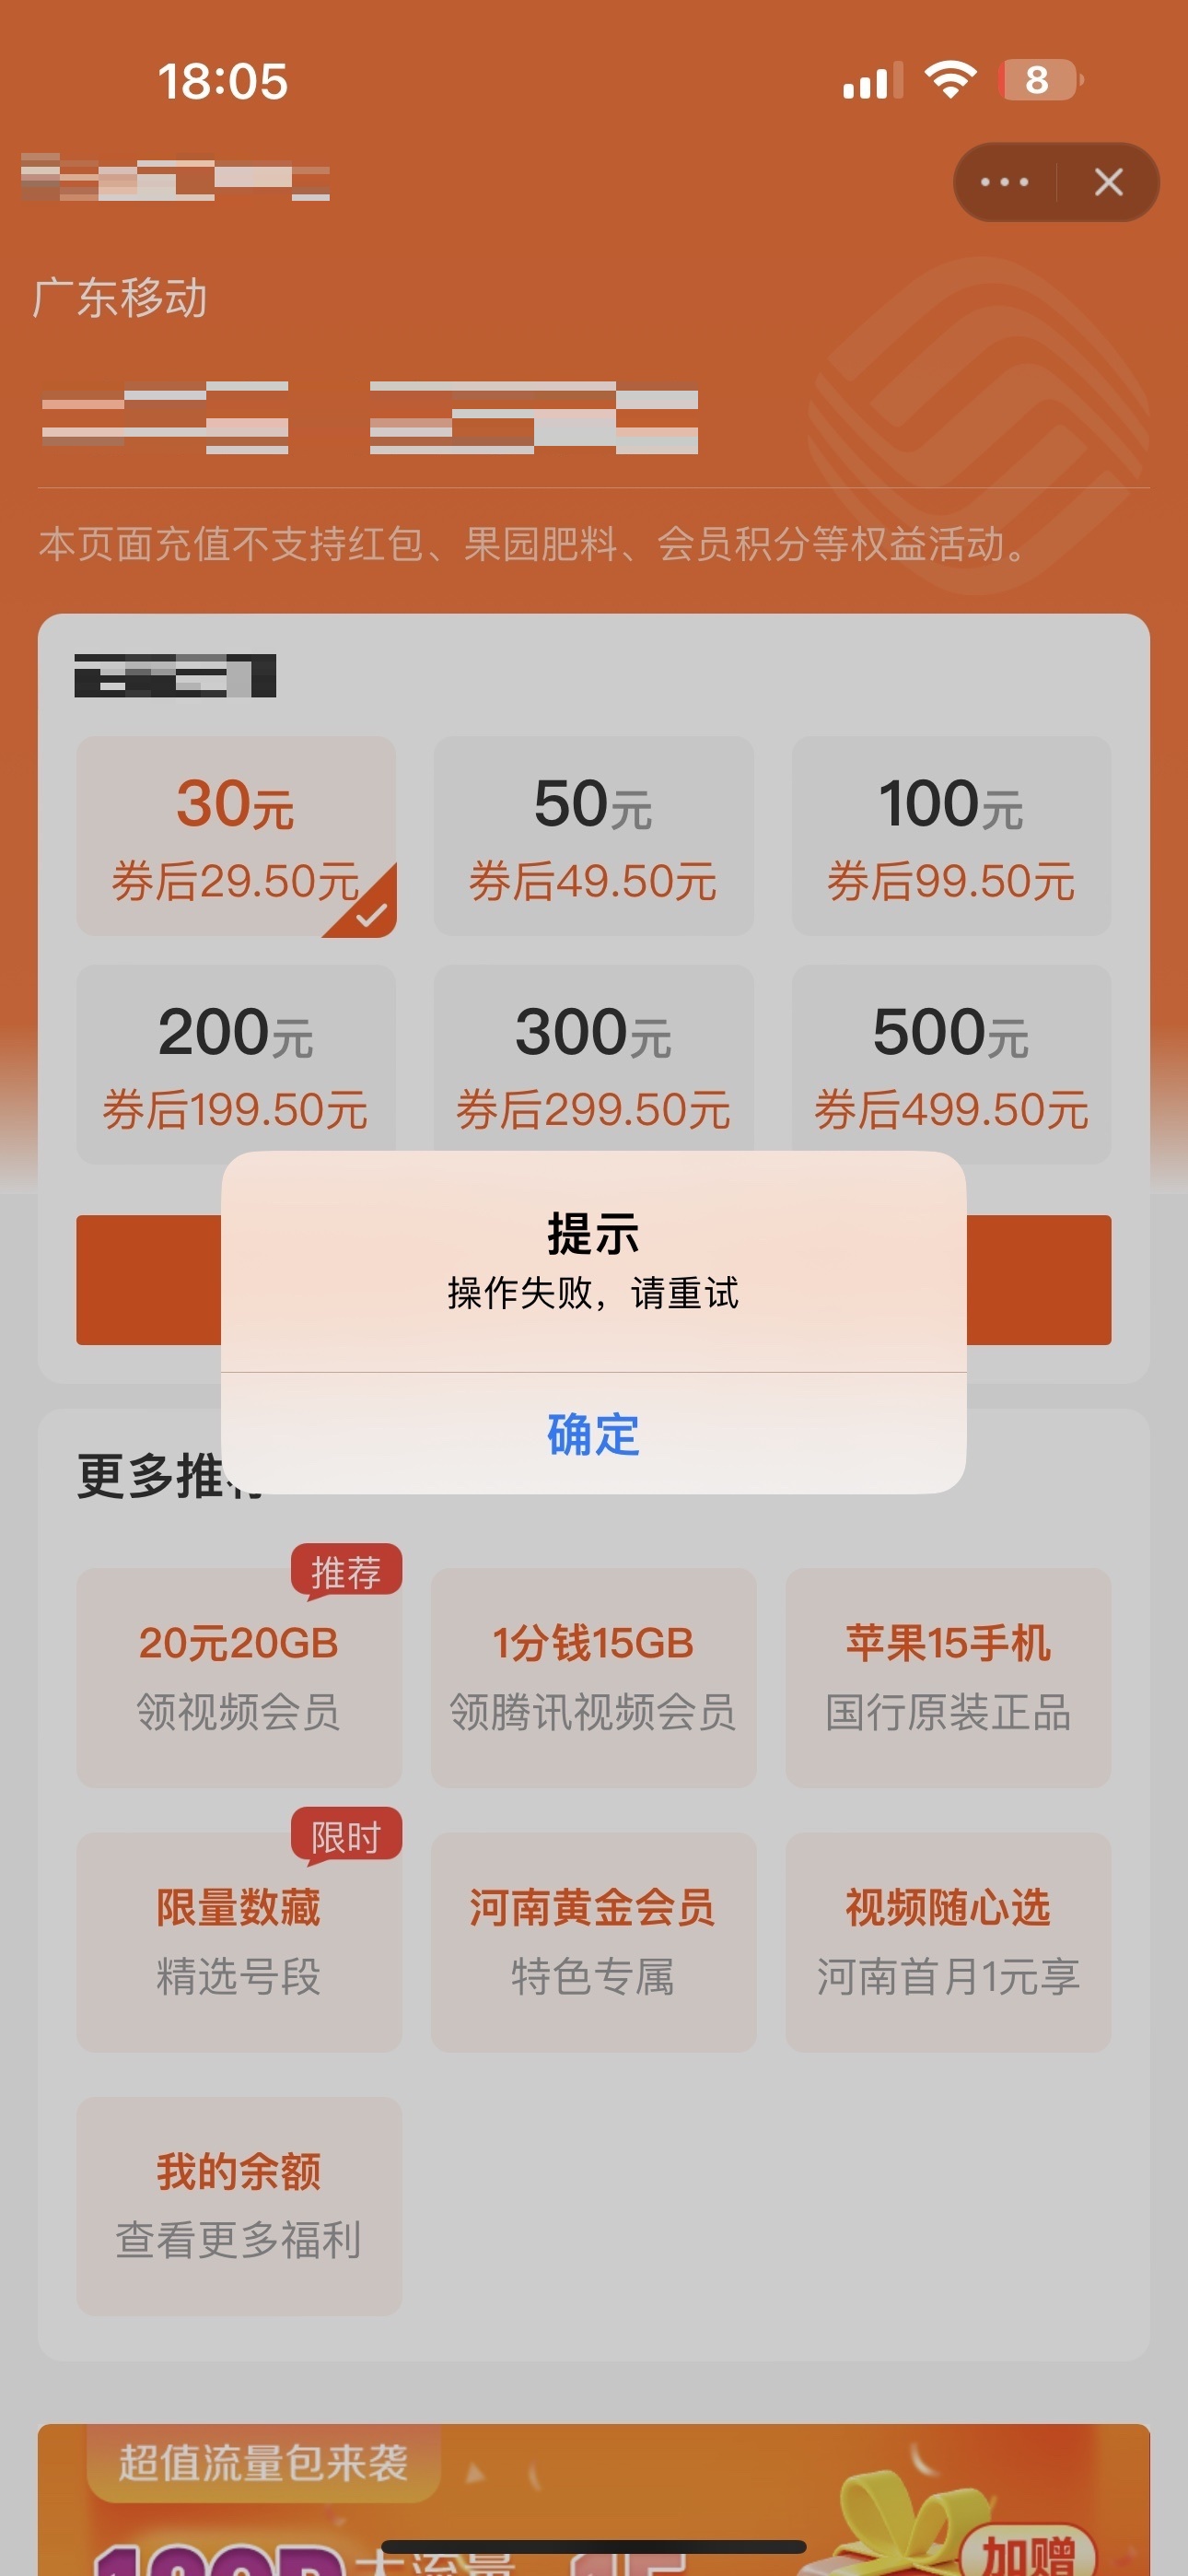 18:05
8
广东移动
本页面充值不支持红包、果园肥料、会员积分等权益活动。
30元
券后29.50元
50元
券后49.50元
100元
券后99.50元
200元
券后199.50元
300元
券后299.50元
500元
券后499.50元
提示
操作失败，请重试
确定
更多推荐
推荐
20元20GB
领视频会员
1分钱15GB
领腾讯视频会员
苹果15手机
国行原装正品
限时
限量数藏
精选号段
河南黄金会员
特色专属
视频随心选
河南首月1元享
我的余额
查看更多福利
超值流量包来袭
大流量
加赠